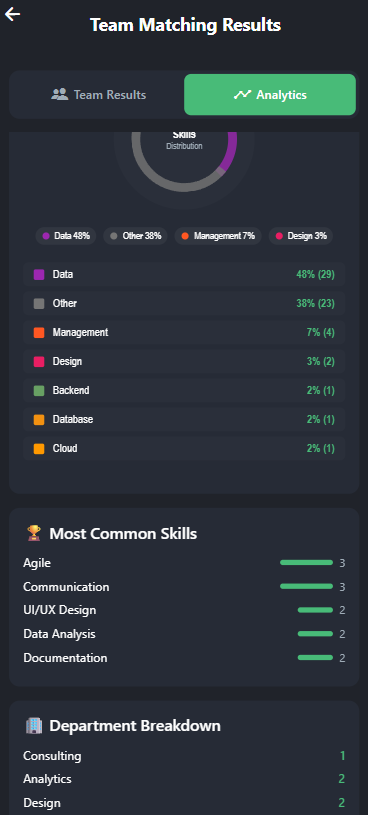 Team Matching Results
Team Results
Analytics
Skills
Distribution
Data 48%
Other 38%
Management 7%
Design 3%
Data 48% (29)
Other 38% (23)
Management 7% (4)
Design 3% (2)
Backend 2% (1)
Database 2% (1)
Cloud 2% (1)
Most Common Skills
Agile 3
Communication 3
UI/UX Design 2
Data Analysis 2
Documentation 2
Department Breakdown
Consulting 1
Analytics 2
Design 2